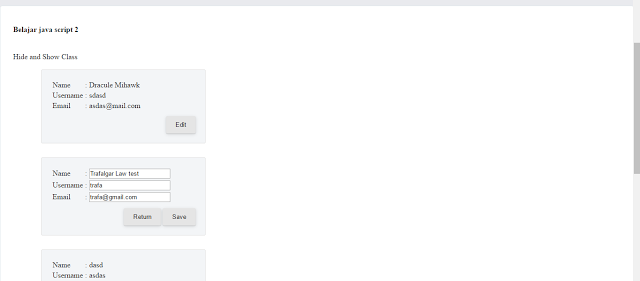 Belajar java script 2
Hide and Show Class
Name : Dracule Mihawk
Username : sdasd
Email : asdas@mail.com
Edit
Name : Trafalgar Law test
Username : trafa
Email : trafa@gmail.com
Return Save
Name : dasd
Username : asdas